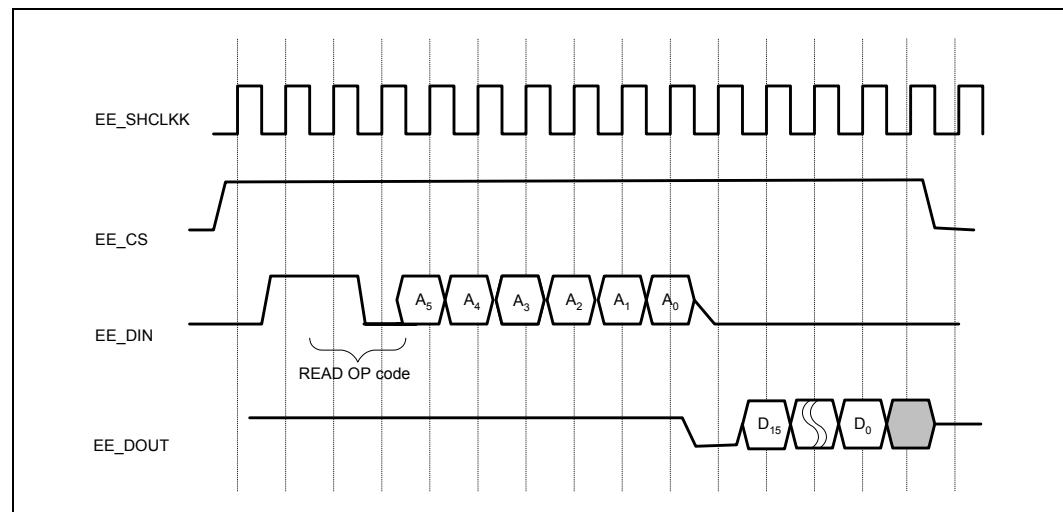 EE_SHCLKK
EE_CS
EE_DIN
A5 A4 A3 A2 A1 A0
READ OP code
EE_DOUT
D15 D0